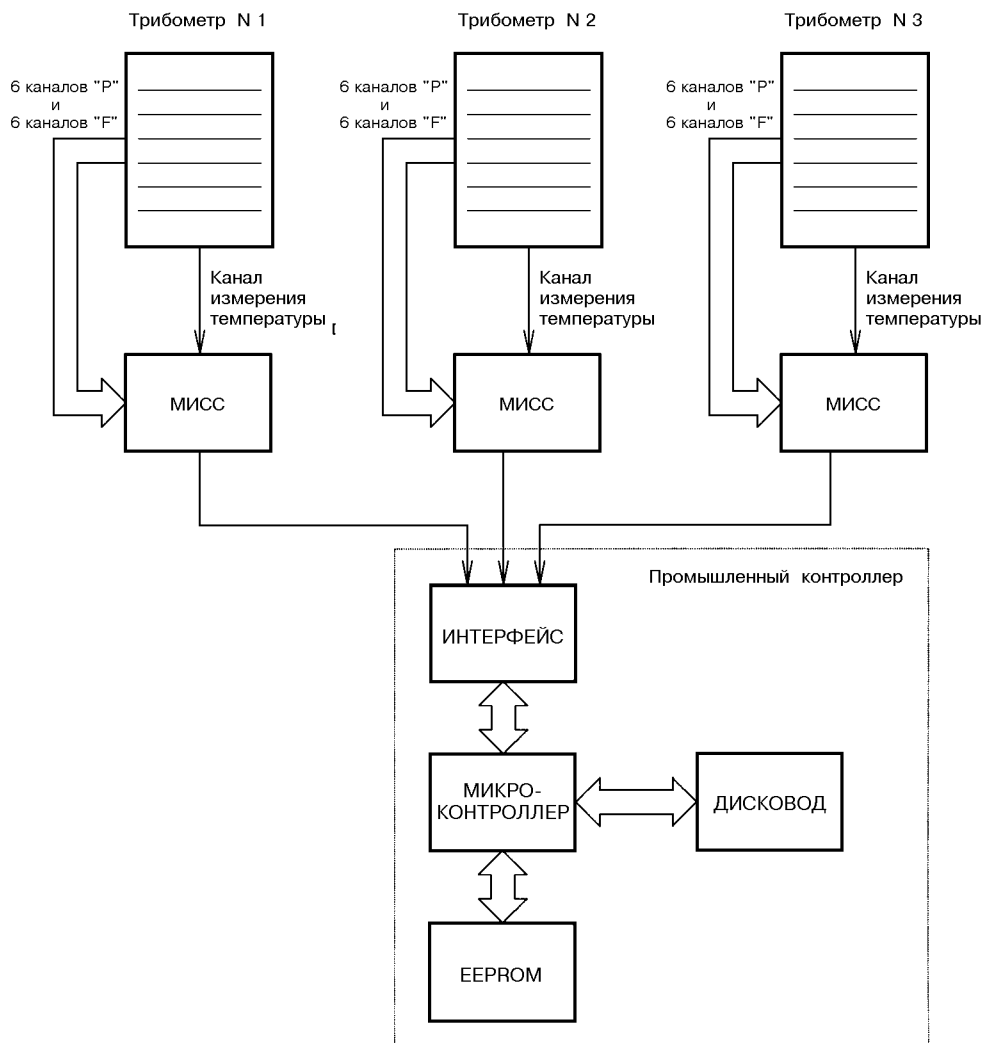 Трибометр N 1
Трибометр N 2
Трибометр N 3
6 каналов "P"
и
6 каналов "F"
6 каналов "P"
и
6 каналов "F"
6 каналов "P"
и
6 каналов "F"
Канал
измерения
температуры
Канал
измерения
температуры
Канал
измерения
температуры
МИСС
МИСС
МИСС
Промышленный контроллер
ИНТЕРФЕЙС
МИКРО-
КОНТРОЛЛЕР
ДИСКОВОД
EEPROM